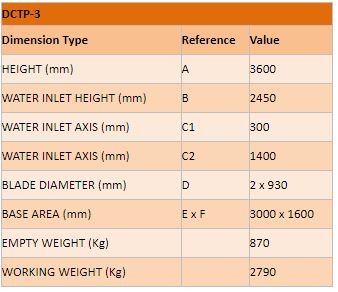 DCTP-3
Dimension Type Reference Value
HEIGHT (mm) A 3600
WATER INLET HEIGHT (mm) B 2450
WATER INLET AXIS (mm) C1 300
WATER INLET AXIS (mm) C2 1400
BLADE DIAMETER (mm) D 2 x 930
BASE AREA (mm) E x F 3000 x 1600
EMPTY WEIGHT (Kg) 870
WORKING WEIGHT (Kg) 2790